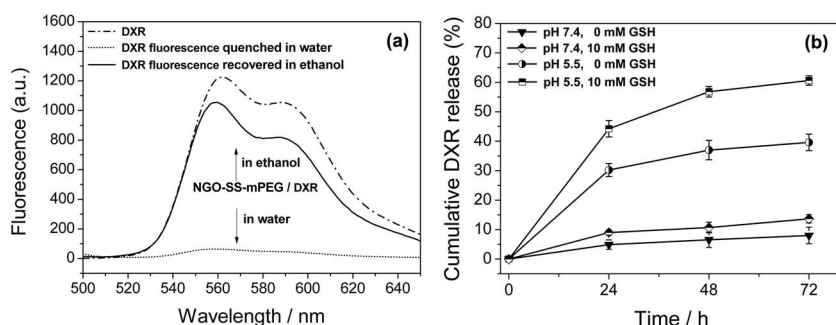 DXR
DXR fluorescence quenched in water
DXR fluorescence recovered in ethanol
(a)
1400
1200
1000
800
600
400
200
0
Fluorescence (a.u.)
in ethanol
NGO-SS-mPEG / DXR
in water
500 520 540 560 580 600 620 640
Wavelength / nm
pH 7.4, 0 mM GSH
pH 7.4, 10 mM GSH
pH 5.5, 0 mM GSH
pH 5.5, 10 mM GSH
(b)
80
70
60
50
40
30
20
10
0
Cumulative DXR release (%)
0 24 48 72
Time / h